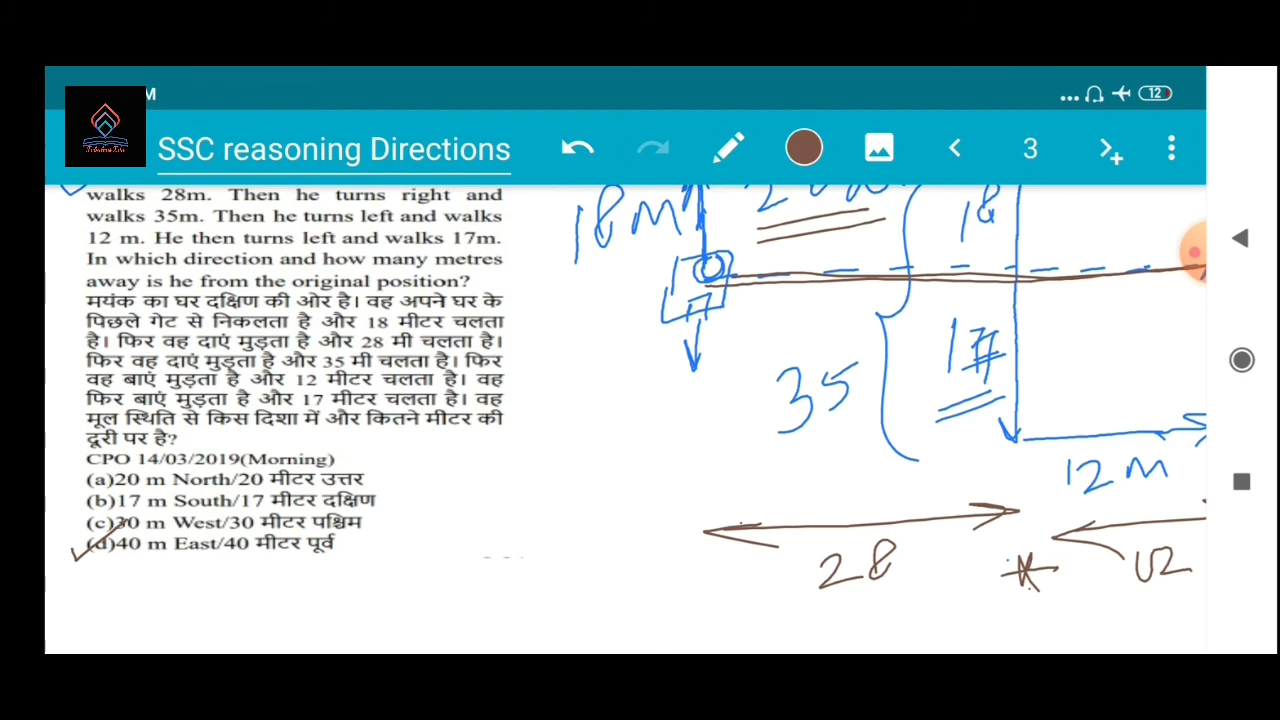 M
12
SSC reasoning Directions
3
walks 28m. Then he turns right and
walks 35m. Then he turns left and walks
12 m. He then turns left and walks 17m.
In which direction and how many metres
away is he from the original position?
मयंक का घर दक्षिण की ओर है। वह अपने घर के
पिछले गेट से निकलता है और 18 मीटर चलता
है। फिर वह दाएं मुड़ता है और 28 मी चलता है।
फिर वह दाएं मुड़ता है और 35 मी चलता है। फिर
वह बाएं मुड़ता है और 12 मीटर चलता है। वह
फिर बाएं मुड़ता है और 17 मीटर चलता है। वह
मूल स्थिति से किस दिशा में और कितने मीटर की
दूरी पर है?
CPO 14/03/2019(Morning)
(a)20 m North/20 मीटर उत्तर
(b)17 m South/17 मीटर दक्षिण
(c)30 m West/30 मीटर पश्चिम
(d)40 m East/40 मीटर पूर्व
18m
18
17
35
12m
28
12